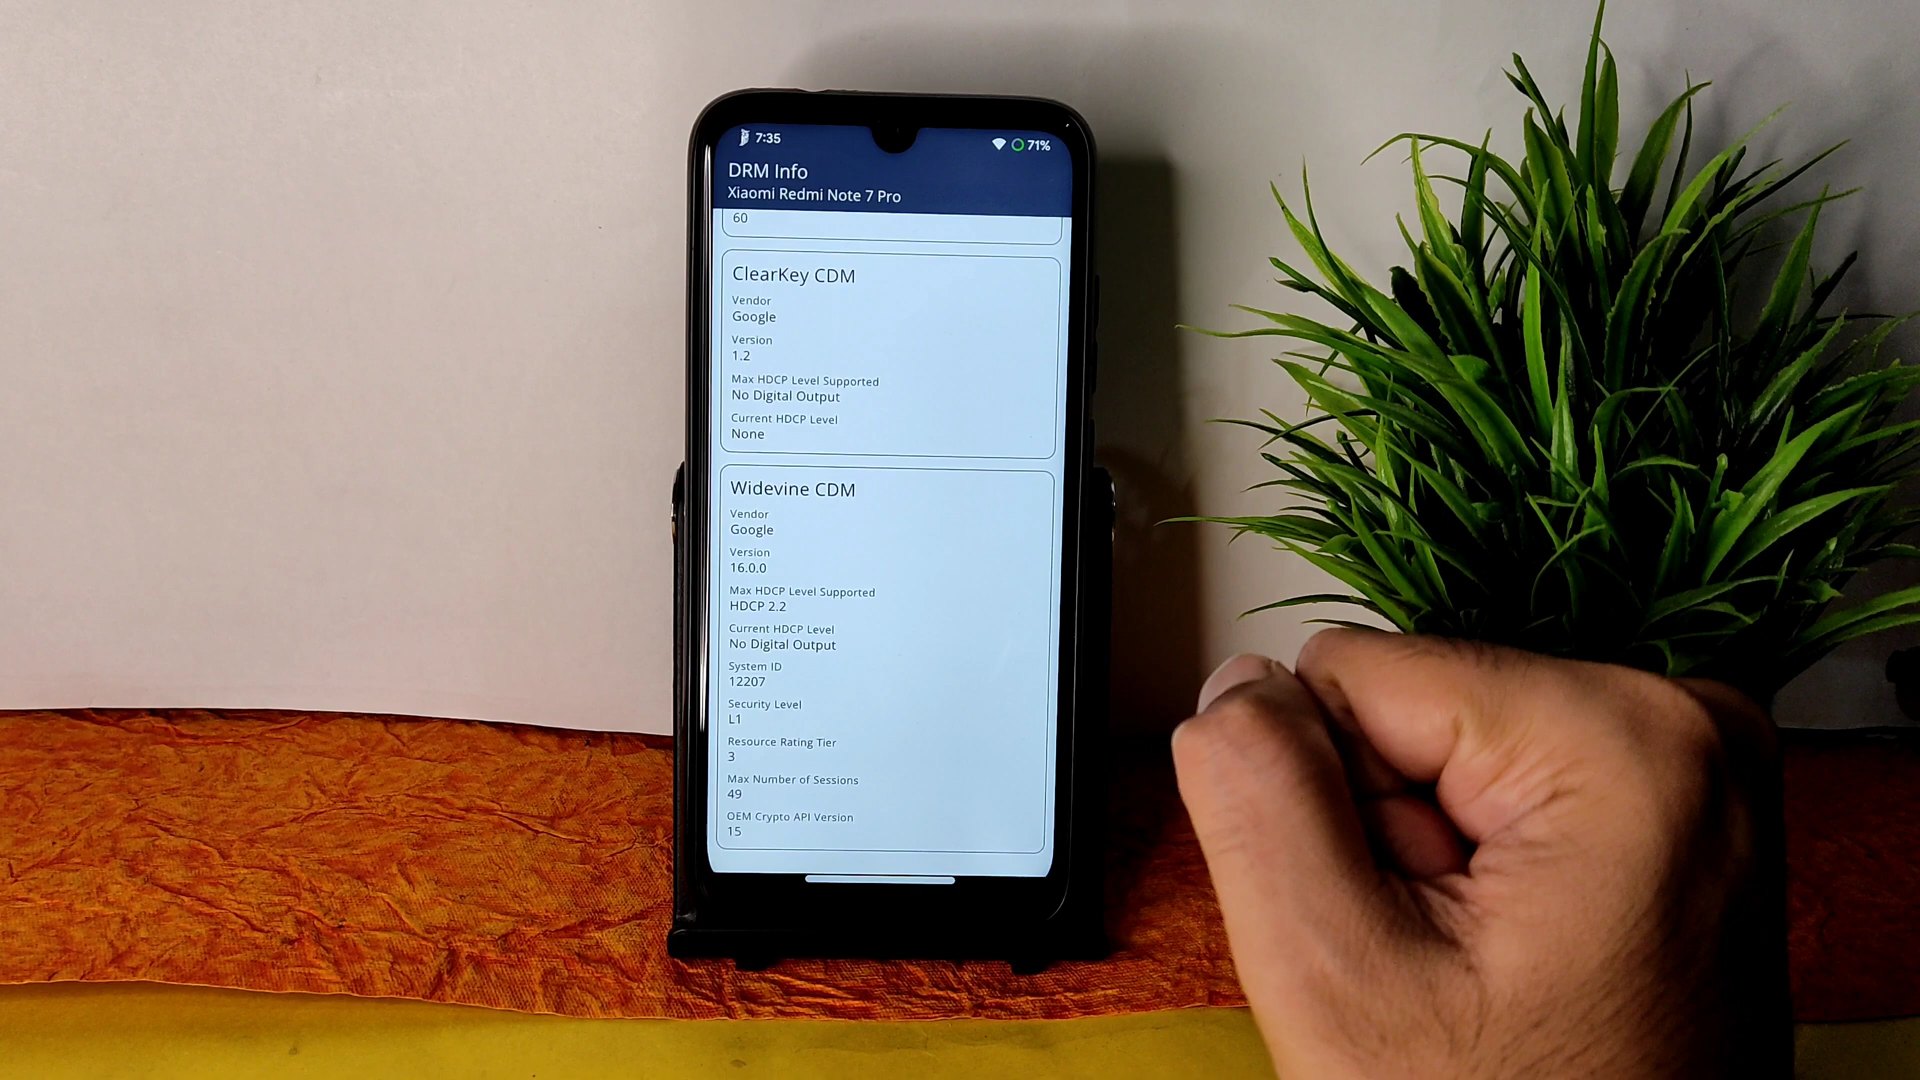 7:35
71%
DRM Info
Xiaomi Redmi Note 7 Pro
60
ClearKey CDM
Vendor
Google
Version
1.2
Max HDCP Level Supported
No Digital Output
Current HDCP Level
None
Widevine CDM
Vendor
Google
Version
16.0.0
Max HDCP Level Supported
HDCP 2.2
Current HDCP Level
No Digital Output
System ID
12207
Security Level
L1
Resource Rating Tier
3
Max Number of Sessions
49
OEM Crypto API Version
15